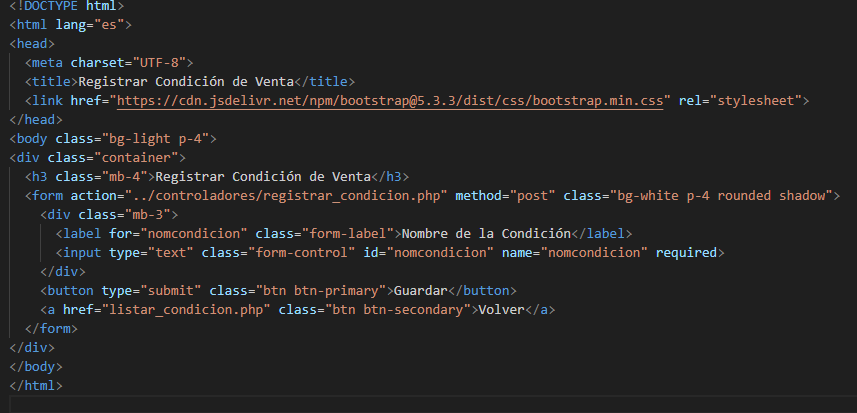 <!DOCTYPE html>
<html lang="es">
<head>
  <meta charset="UTF-8">
  <title>Registrar Condición de Venta</title>
  <link href="https://cdn.jsdelivr.net/npm/bootstrap@5.3.3/dist/css/bootstrap.min.css" rel="stylesheet">
</head>
<body class="bg-light p-4">
<div class="container">
  <h3 class="mb-4">Registrar Condición de Venta</h3>
  <form action="../controladores/registrar_condicion.php" method="post" class="bg-white p-4 rounded shadow">
    <div class="mb-3">
      <label for="nomcondicion" class="form-label">Nombre de la Condición</label>
      <input type="text" class="form-control" id="nomcondicion" name="nomcondicion" required>
    </div>
    <button type="submit" class="btn btn-primary">Guardar</button>
    <a href="listar_condicion.php" class="btn btn-secondary">Volver</a>
  </form>
</div>
</body>
</html>